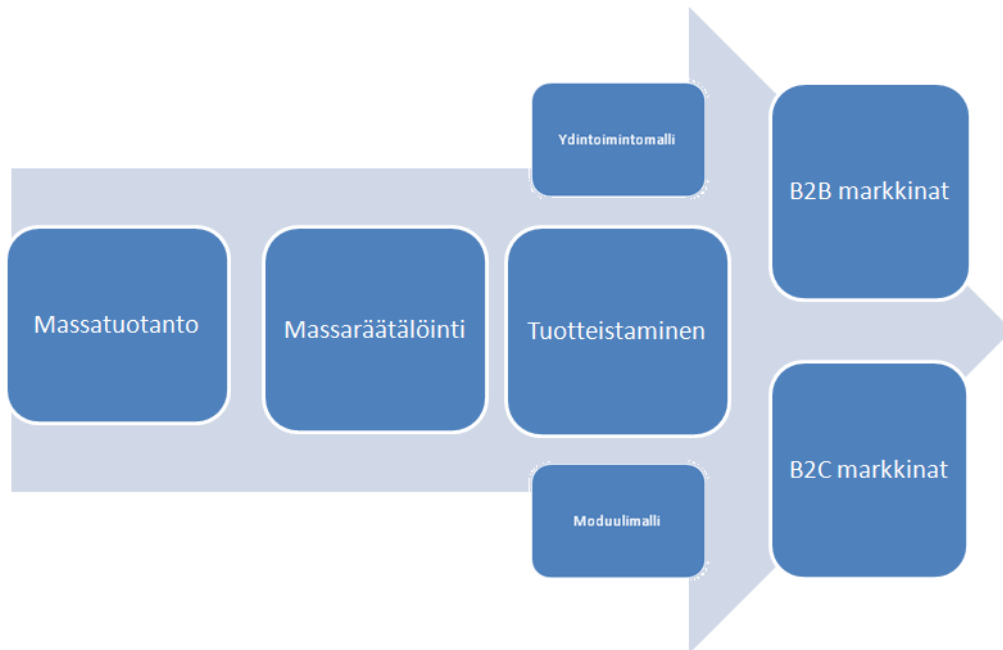 Ydintoimintomalli
B2B markkinat
Massatuotanto
Massaräätälöinti
Tuotteistaminen
B2C markkinat
Moduulimalli